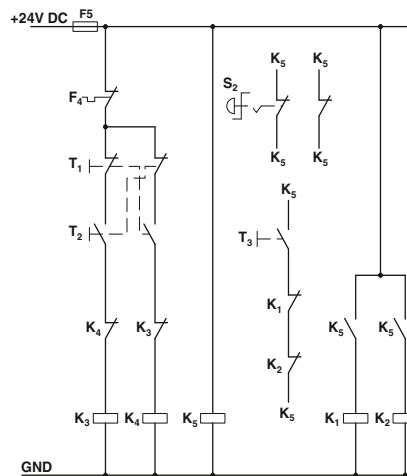 +24V DC F5
F4
S2
K5 K5
K5 K5
T1
T2
K5
T3
K4 K3
K1
K5 K5
K2
K5
K3 K4 K5 K1 K2
GND